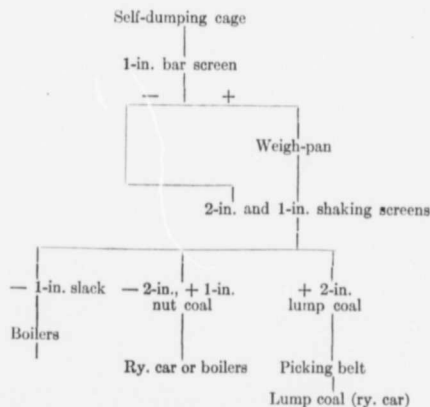 Self-dumping cage
1-in. bar screen
— +
Weigh-pan
2-in. and 1-in. shaking screens
— 1-in. slack
— 2-in., + 1-in.
nut coal
+ 2-in.
lump coal
Boilers
Ry. car or boilers
Picking belt
Lump coal (ry. car)